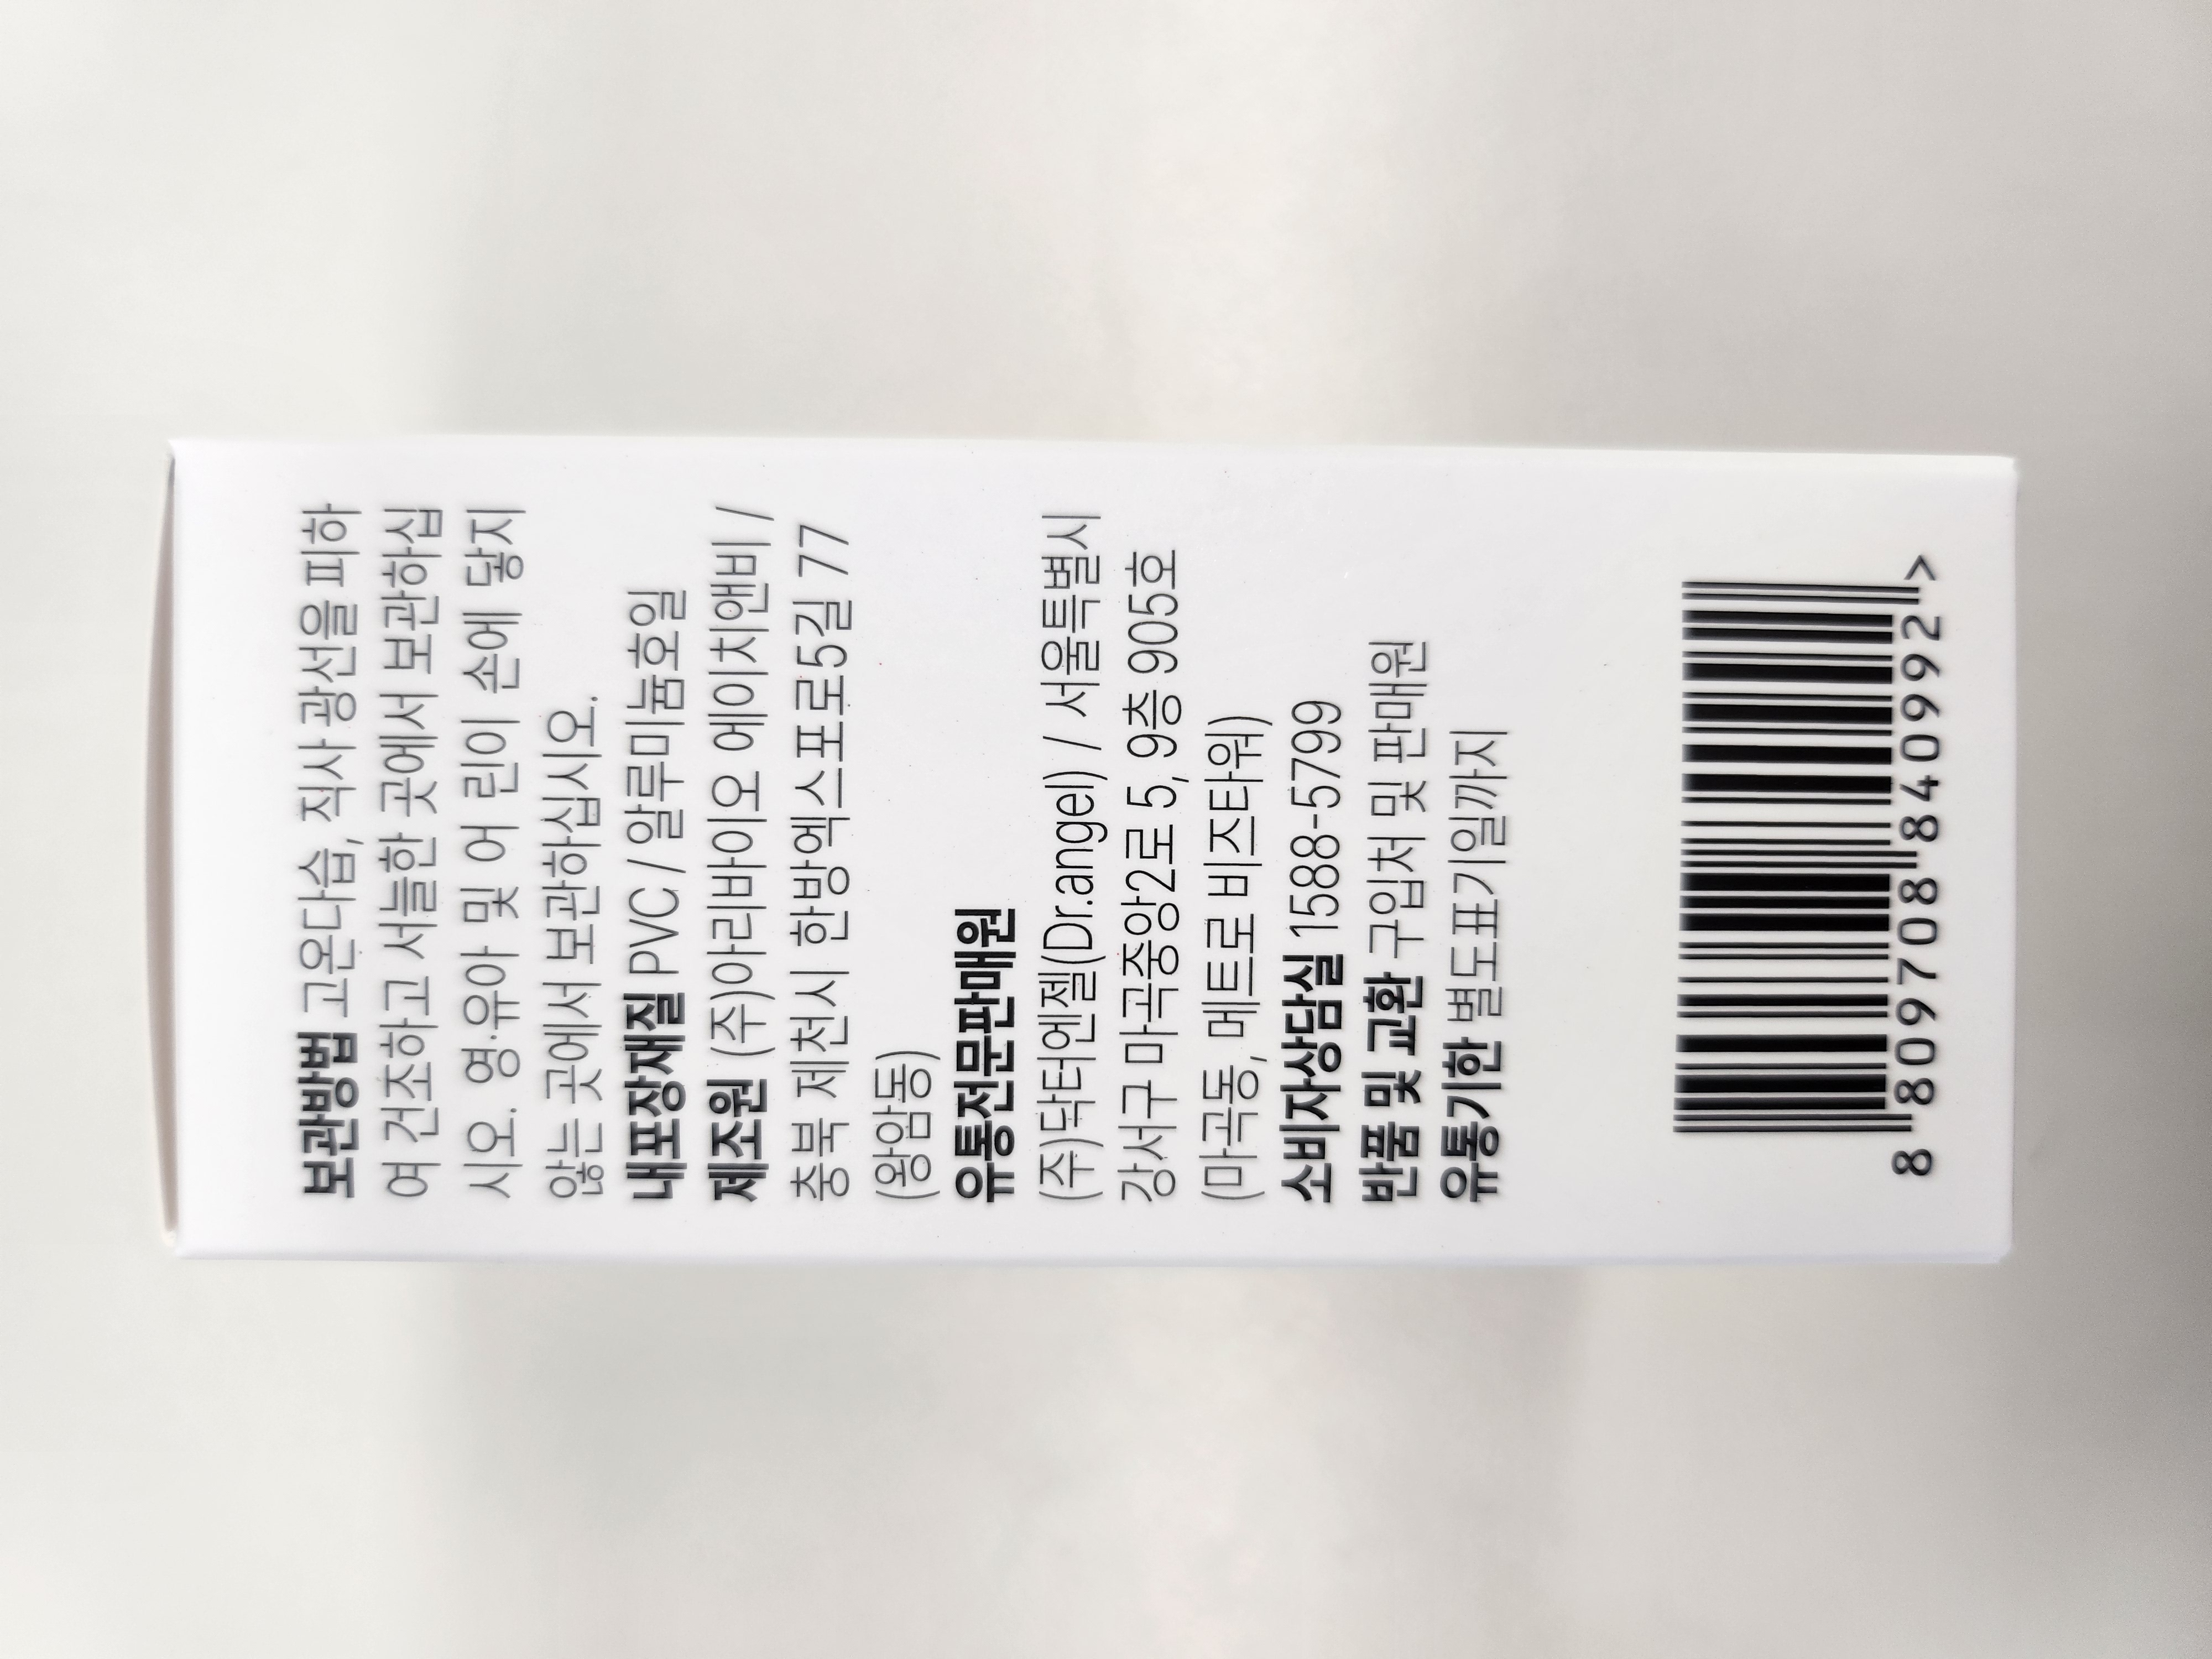 보관방법 고온다습, 직사 광선을 피하
여 건조하고 서늘한 곳에서 보관하십
시오. 영·유아 및 어 린이 손에 닿지
않는 곳에서 보관하십시오.
내포장재질 PVC / 알루미늄호일
제조원 (주)아리바이오 에이치앤비 /
충북 제천시 한방엑스포로5길 77
(왕암동)
유통전문판매원
(주)닥터엔젤(Dr.angel) / 서울특별시
강서구 마곡중앙2로 5, 9층 905호
(마곡동, 메트로 비즈타워)
소비자상담실 1588-5799
반품 및 교환 구입처 및 판매원
유통기한 별도표기일까지
8 809708 840992 >